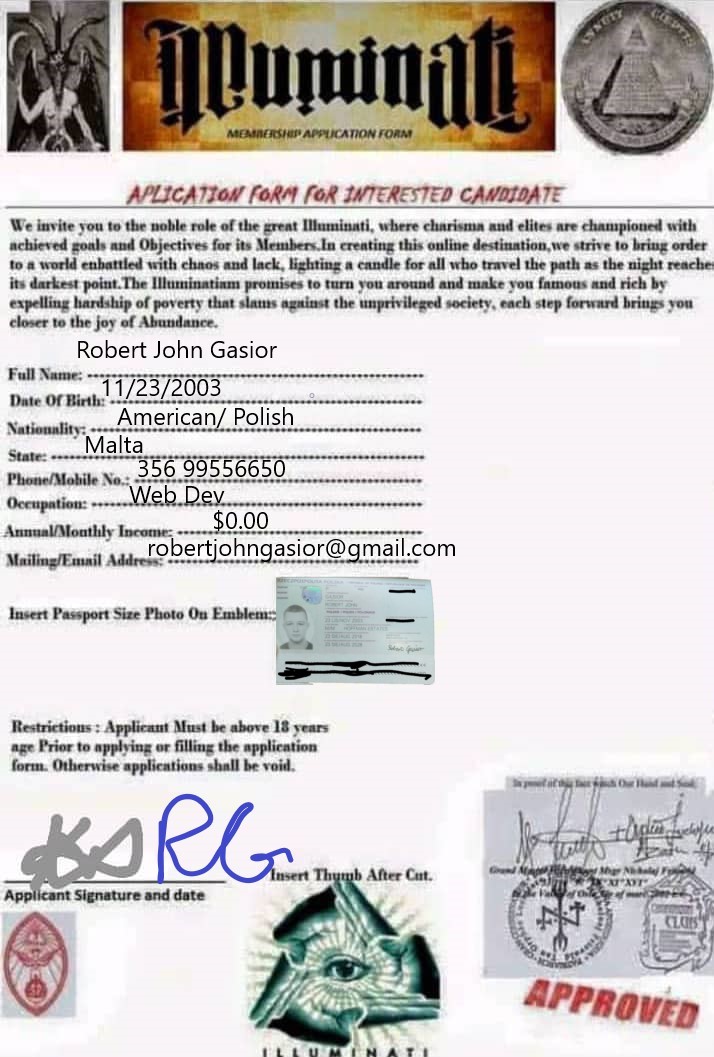 ANNUIT CŒPTIS
Illuminati
MEMBERSHIP APPLICATION FORM
APLICATION FORM FOR INTERESTED CANDIDATE
We invite you to the noble role of the great Illuminati, where charisma and elites are championed with
achieved goals and Objectives for its Members.In creating this online destination,we strive to bring order
to a world enbattled with chaos and lack, lighting a candle for all who travel the path as the night reaches
its darkest point.The Illuminatiam promises to turn you around and make you famous and rich by
expelling hardship of poverty that slams against the unprivileged society, each step forward brings you
closer to the joy of Abundance.
Full Name: Robert John Gasior
Date Of Birth: 11/23/2003
Nationality: American/ Polish
State: Malta
Phone/Mobile No.: 356 99556650
Occupation: Web Dev
Annual/Monthly Income: $0.00
Mailing/Email Address: robertjohngasior@gmail.com
Insert Passport Size Photo On Emblem:
Restrictions : Applicant Must be above 18 years
age Prior to applying or filling the application
form. Otherwise applications shall be void.
RG
Applicant Signature and date
Insert Thumb After Cut.
In proof of this fact which Our Hand and Seal,
CLUB
APPROVED
ILLUMINATI